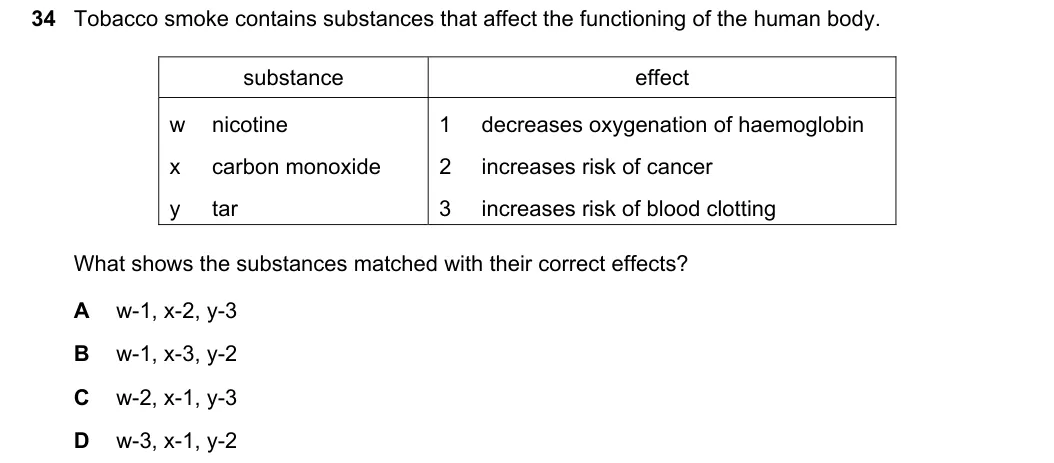 34 Tobacco smoke contains substances that affect the functioning of the human body.
substance effect
w nicotine 1 decreases oxygenation of haemoglobin
x carbon monoxide 2 increases risk of cancer
y tar 3 increases risk of blood clotting
What shows the substances matched with their correct effects?
A w-1, x-2, y-3
B w-1, x-3, y-2
C w-2, x-1, y-3
D w-3, x-1, y-2